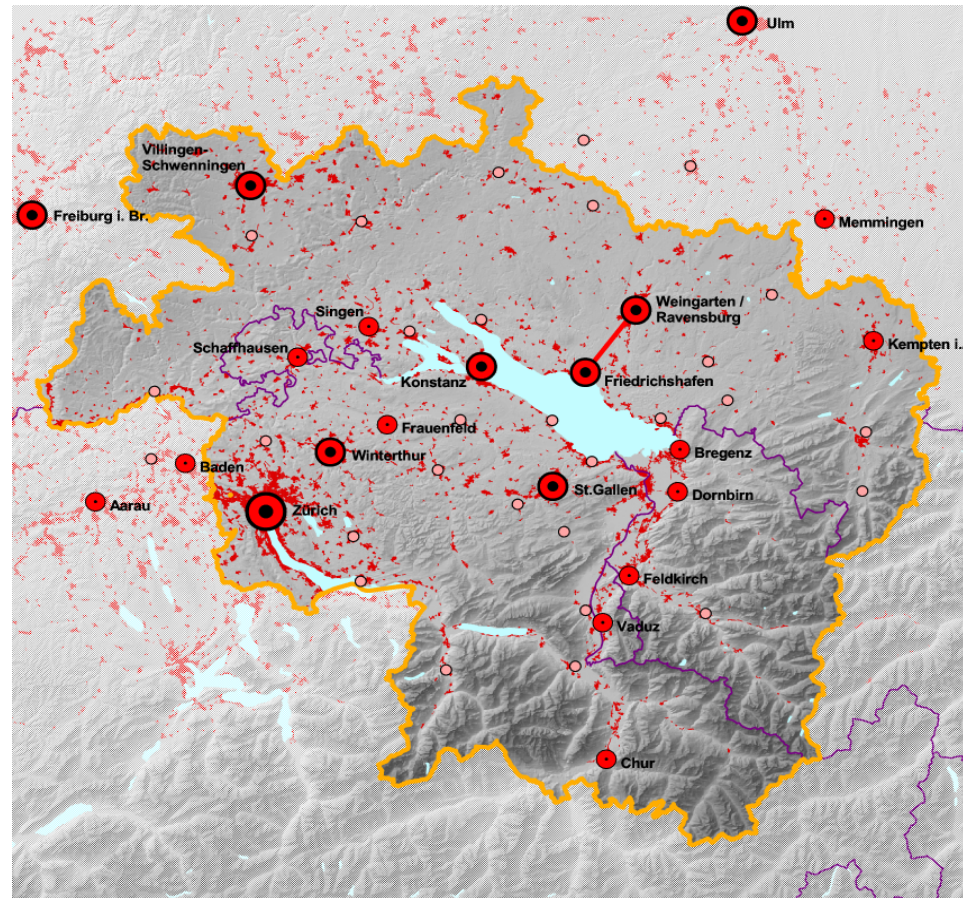 Ulm
Villingen-
Schwenningen
Freiburg i. Br.
Memmingen
Weingarten /
Ravensburg
Singen
Kempten i..
Schaffhausen
Konstanz
Friedrichshafen
Frauenfeld
Winterthur
Bregenz
Baden
St.Gallen
Dornbirn
Aarau
Zürich
Feldkirch
Vaduz
Chur